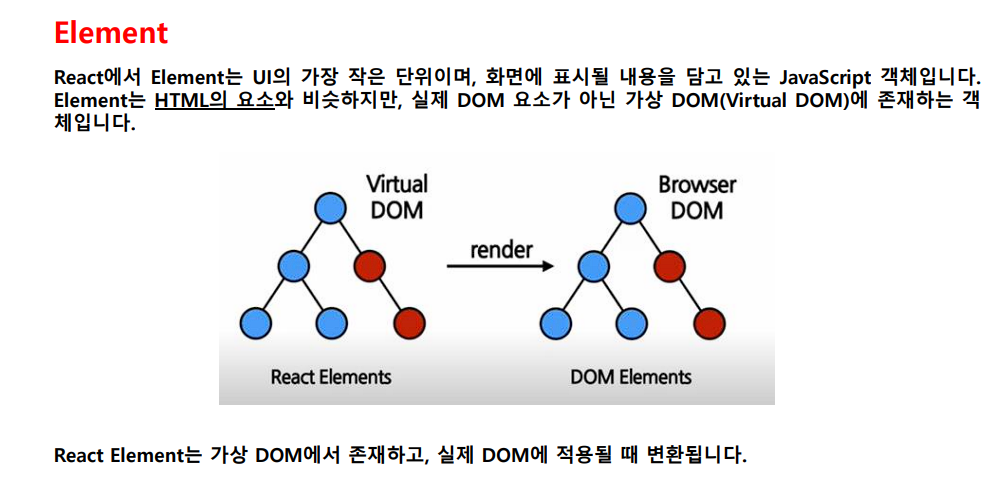 Element
React에서 Element는 UI의 가장 작은 단위이며, 화면에 표시될 내용을 담고 있는 JavaScript 객체입니다.
Element는 HTML의 요소와 비슷하지만, 실제 DOM 요소가 아닌 가상 DOM(Virtual DOM)에 존재하는 객
체입니다.
Virtual
DOM
Browser
DOM
render
React Elements
DOM Elements
React Element는 가상 DOM에서 존재하고, 실제 DOM에 적용될 때 변환됩니다.